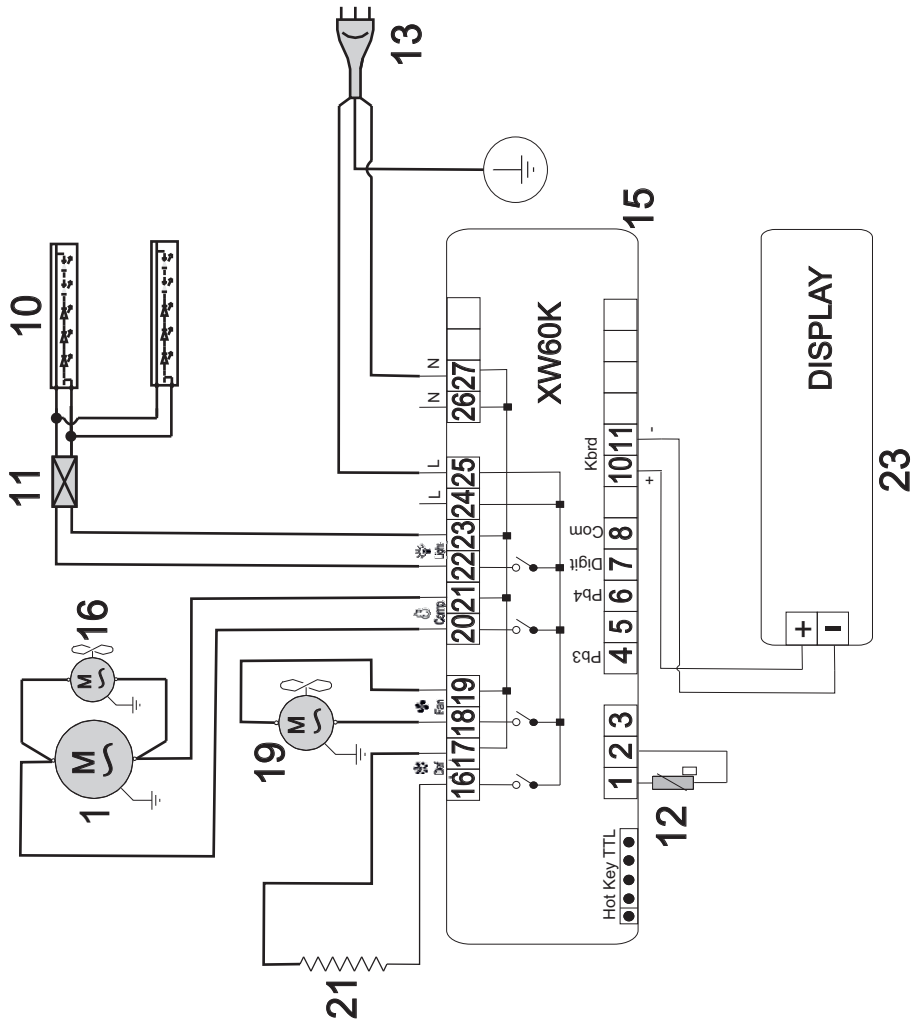 13
10
11
16
M
M
1
19
M
21
15
XW60K
N
N
27
26
L
L
25
24
23
22
Light
21
20
Comp
19
18
Fan
17
16
Def
Kbrd
11
10
-
+
Com
8
Digit
7
Pb4
6
5
Pb3
4
3
2
1
12
Hot Key TTL
DISPLAY
+
-
23